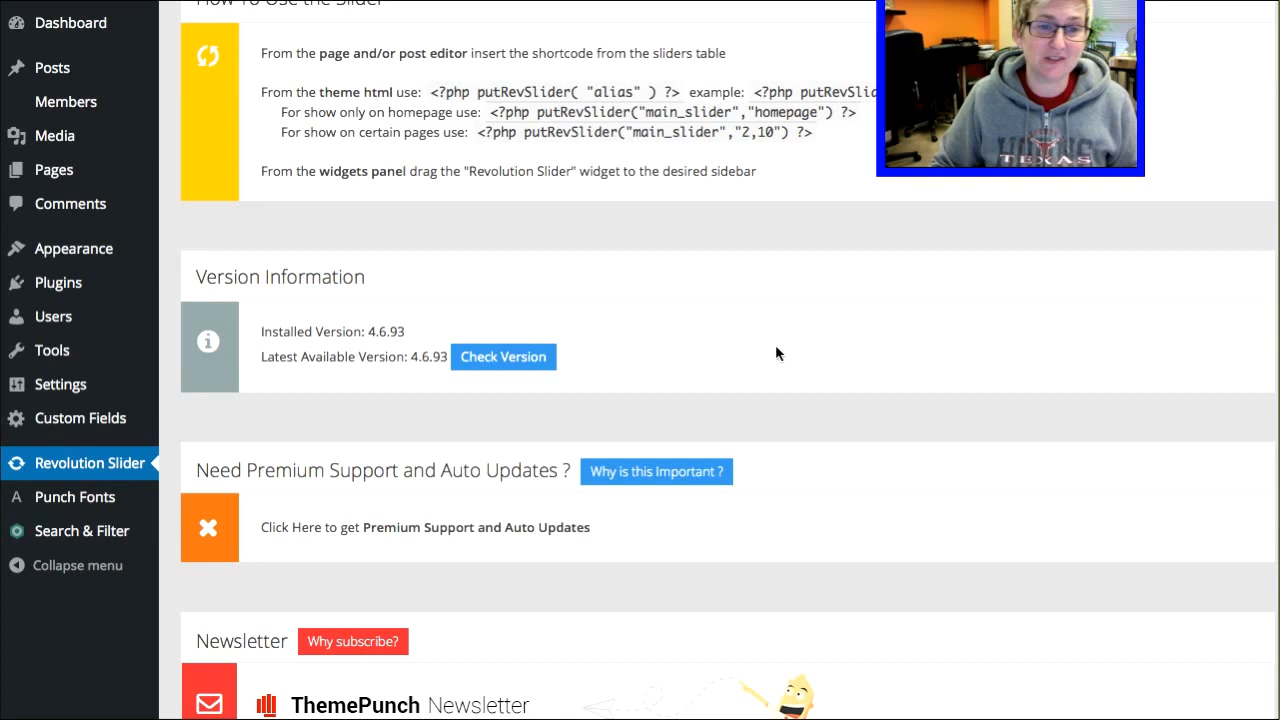 How To Use the Slider
Dashboard
Posts
Members
Media
Pages
Comments
Appearance
Plugins
Users
Tools
Settings
Custom Fields
Revolution Slider
Punch Fonts
Search & Filter
Collapse menu
From the page and/or post editor insert the shortcode from the sliders table
From the theme html use: <?php putRevSlider( "alias" ) ?> example: <?php putRevSlid
For show only on homepage use: <?php putRevSlider("main_slider","homepage") ?>
For show on certain pages use: <?php putRevSlider("main_slider","2,10") ?>
From the widgets panel drag the "Revolution Slider" widget to the desired sidebar
TEXAS
Version Information
Installed Version: 4.6.93
Latest Available Version: 4.6.93 Check Version
Need Premium Support and Auto Updates ? Why is this Important ?
Click Here to get Premium Support and Auto Updates
Newsletter Why subscribe?
ThemePunch Newsletter